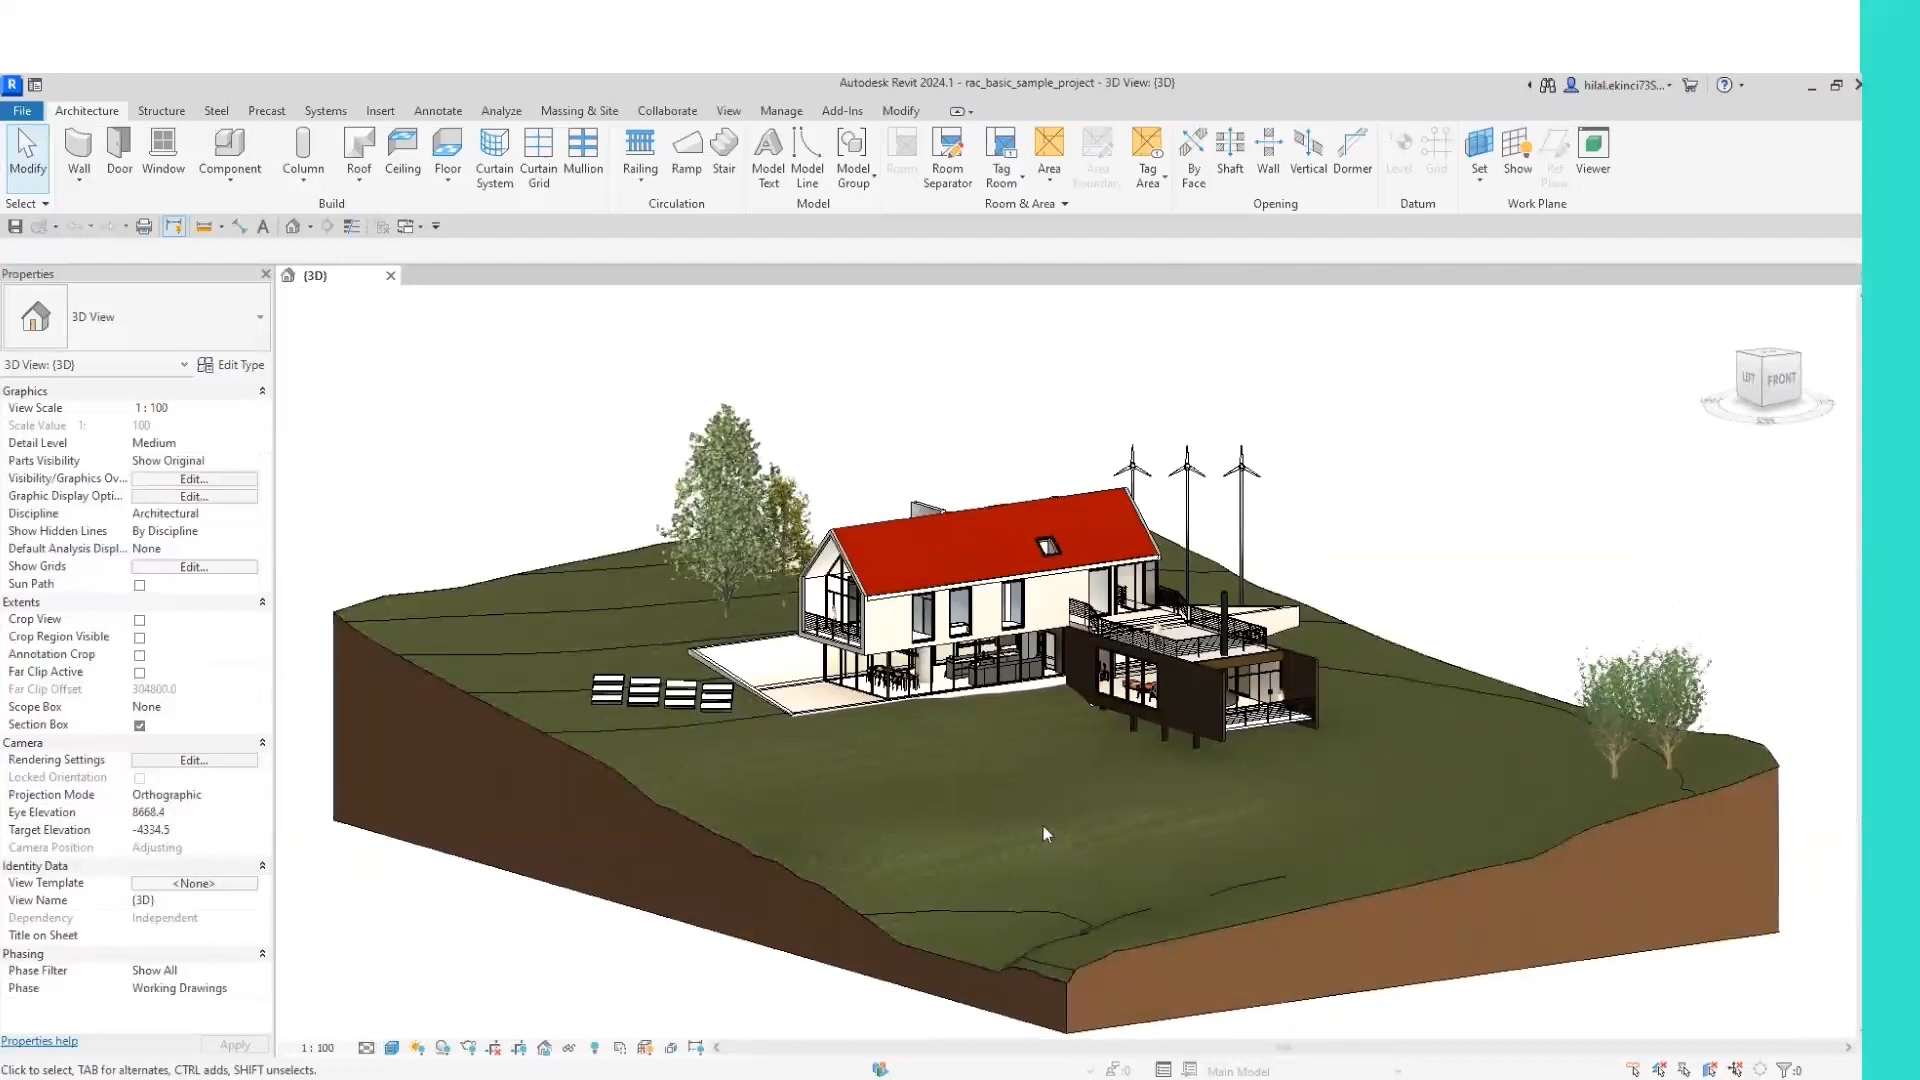 R
Autodesk Revit 2024.1 - rac_basic_sample_project - 3D View: {3D}
hilal.ekinci73S...
File Architecture Structure Steel Precast Systems Insert Annotate Analyze Massing & Site Collaborate View Manage Add-Ins Modify
Modify Wall Door Window Component Column Roof Ceiling Floor Curtain System Curtain Grid Mullion Railing Ramp Stair Model Text Model Line Model Group Room Room Separator Tag Room Area Area Boundary Tag Area By Face Shaft Wall Vertical Dormer Level Grid Set Show Ref Plane Viewer
Select Build Circulation Model Room & Area Opening Datum Work Plane
Properties
{3D}
3D View
3D View: {3D} Edit Type
Graphics
View Scale 1 : 100
Scale Value 1: 100
Detail Level Medium
Parts Visibility Show Original
Visibility/Graphics Ov... Edit...
Graphic Display Opti... Edit...
Discipline Architectural
Show Hidden Lines By Discipline
Default Analysis Displ... None
Show Grids Edit...
Sun Path
Extents
Crop View
Crop Region Visible
Annotation Crop
Far Clip Active
Far Clip Offset 304800.0
Scope Box None
Section Box
Camera
Rendering Settings Edit...
Locked Orientation
Projection Mode Orthographic
Eye Elevation 8668.4
Target Elevation -4334.5
Camera Position Adjusting
Identity Data
View Template <None>
View Name {3D}
Dependency Independent
Title on Sheet
Phasing
Phase Filter Show All
Phase Working Drawings
Properties help Apply
LEFT FRONT
1 : 100
Click to select, TAB for alternates, CTRL adds, SHIFT unselects.
:0
Main Model
:0